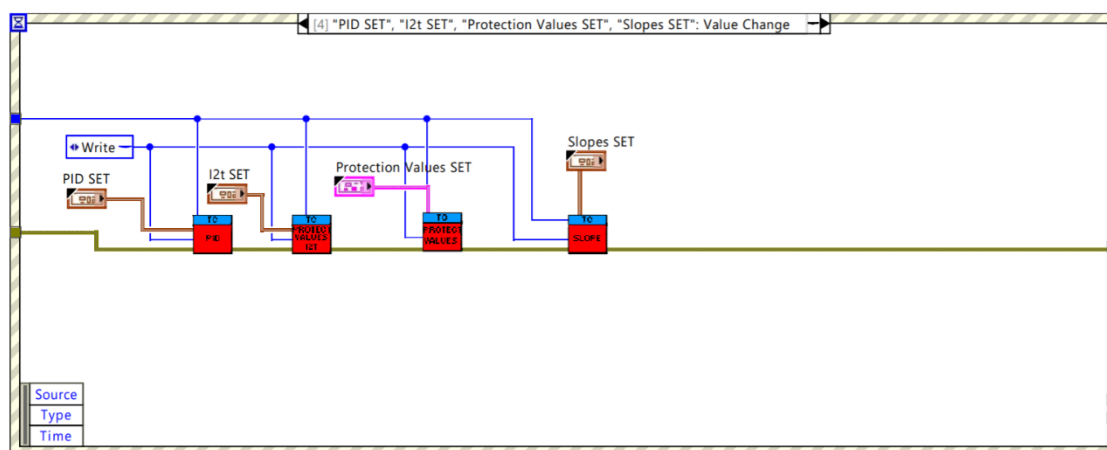 [4] "PID SET", "I2t SET", "Protection Values SET", "Slopes SET": Value Change
Slopes SET
Write
Protection Values SET
I2t SET
PID SET
TO
PID
TO
PROTECT
VALUES
I2T
TO
PROTECT
VALUES
TO
SLOPE
Source
Type
Time